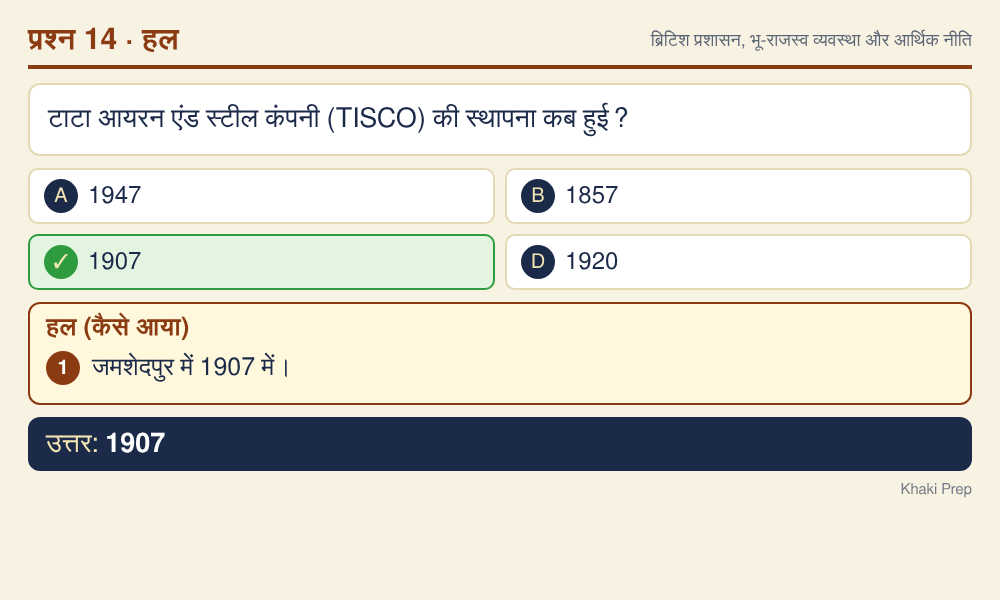 प्रश्न 14 · हल
ब्रिटिश प्रशासन, भू-राजस्व व्यवस्था और आर्थिक नीति
टाटा आयरन एंड स्टील कंपनी (TISCO) की स्थापना कब हुई ?
A 1947
B 1857
✓ 1907
D 1920
हल (कैसे आया)
1 जमशेदपुर में 1907 में।
उत्तर: 1907
Khaki Prep